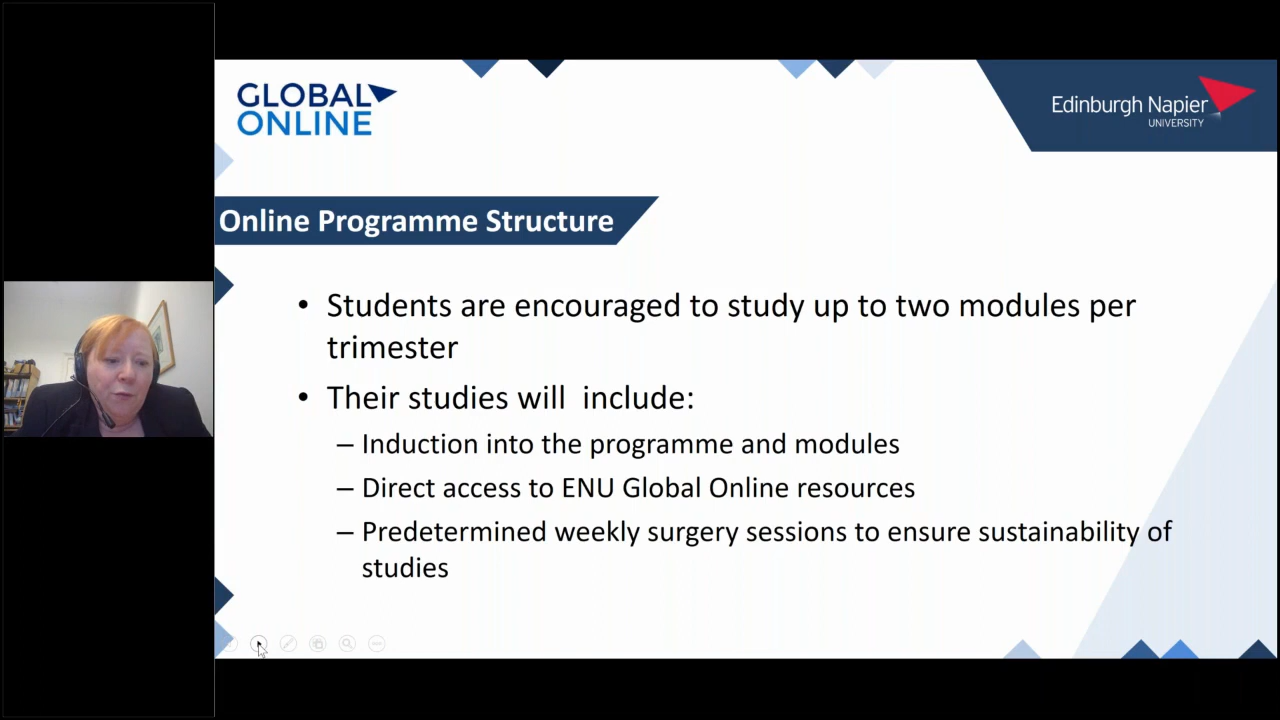 GLOBAL
ONLINE
Edinburgh Napier
UNIVERSITY
Online Programme Structure
• Students are encouraged to study up to two modules per
trimester
• Their studies will  include:
– Induction into the programme and modules
– Direct access to ENU Global Online resources
– Predetermined weekly surgery sessions to ensure sustainability of
studies